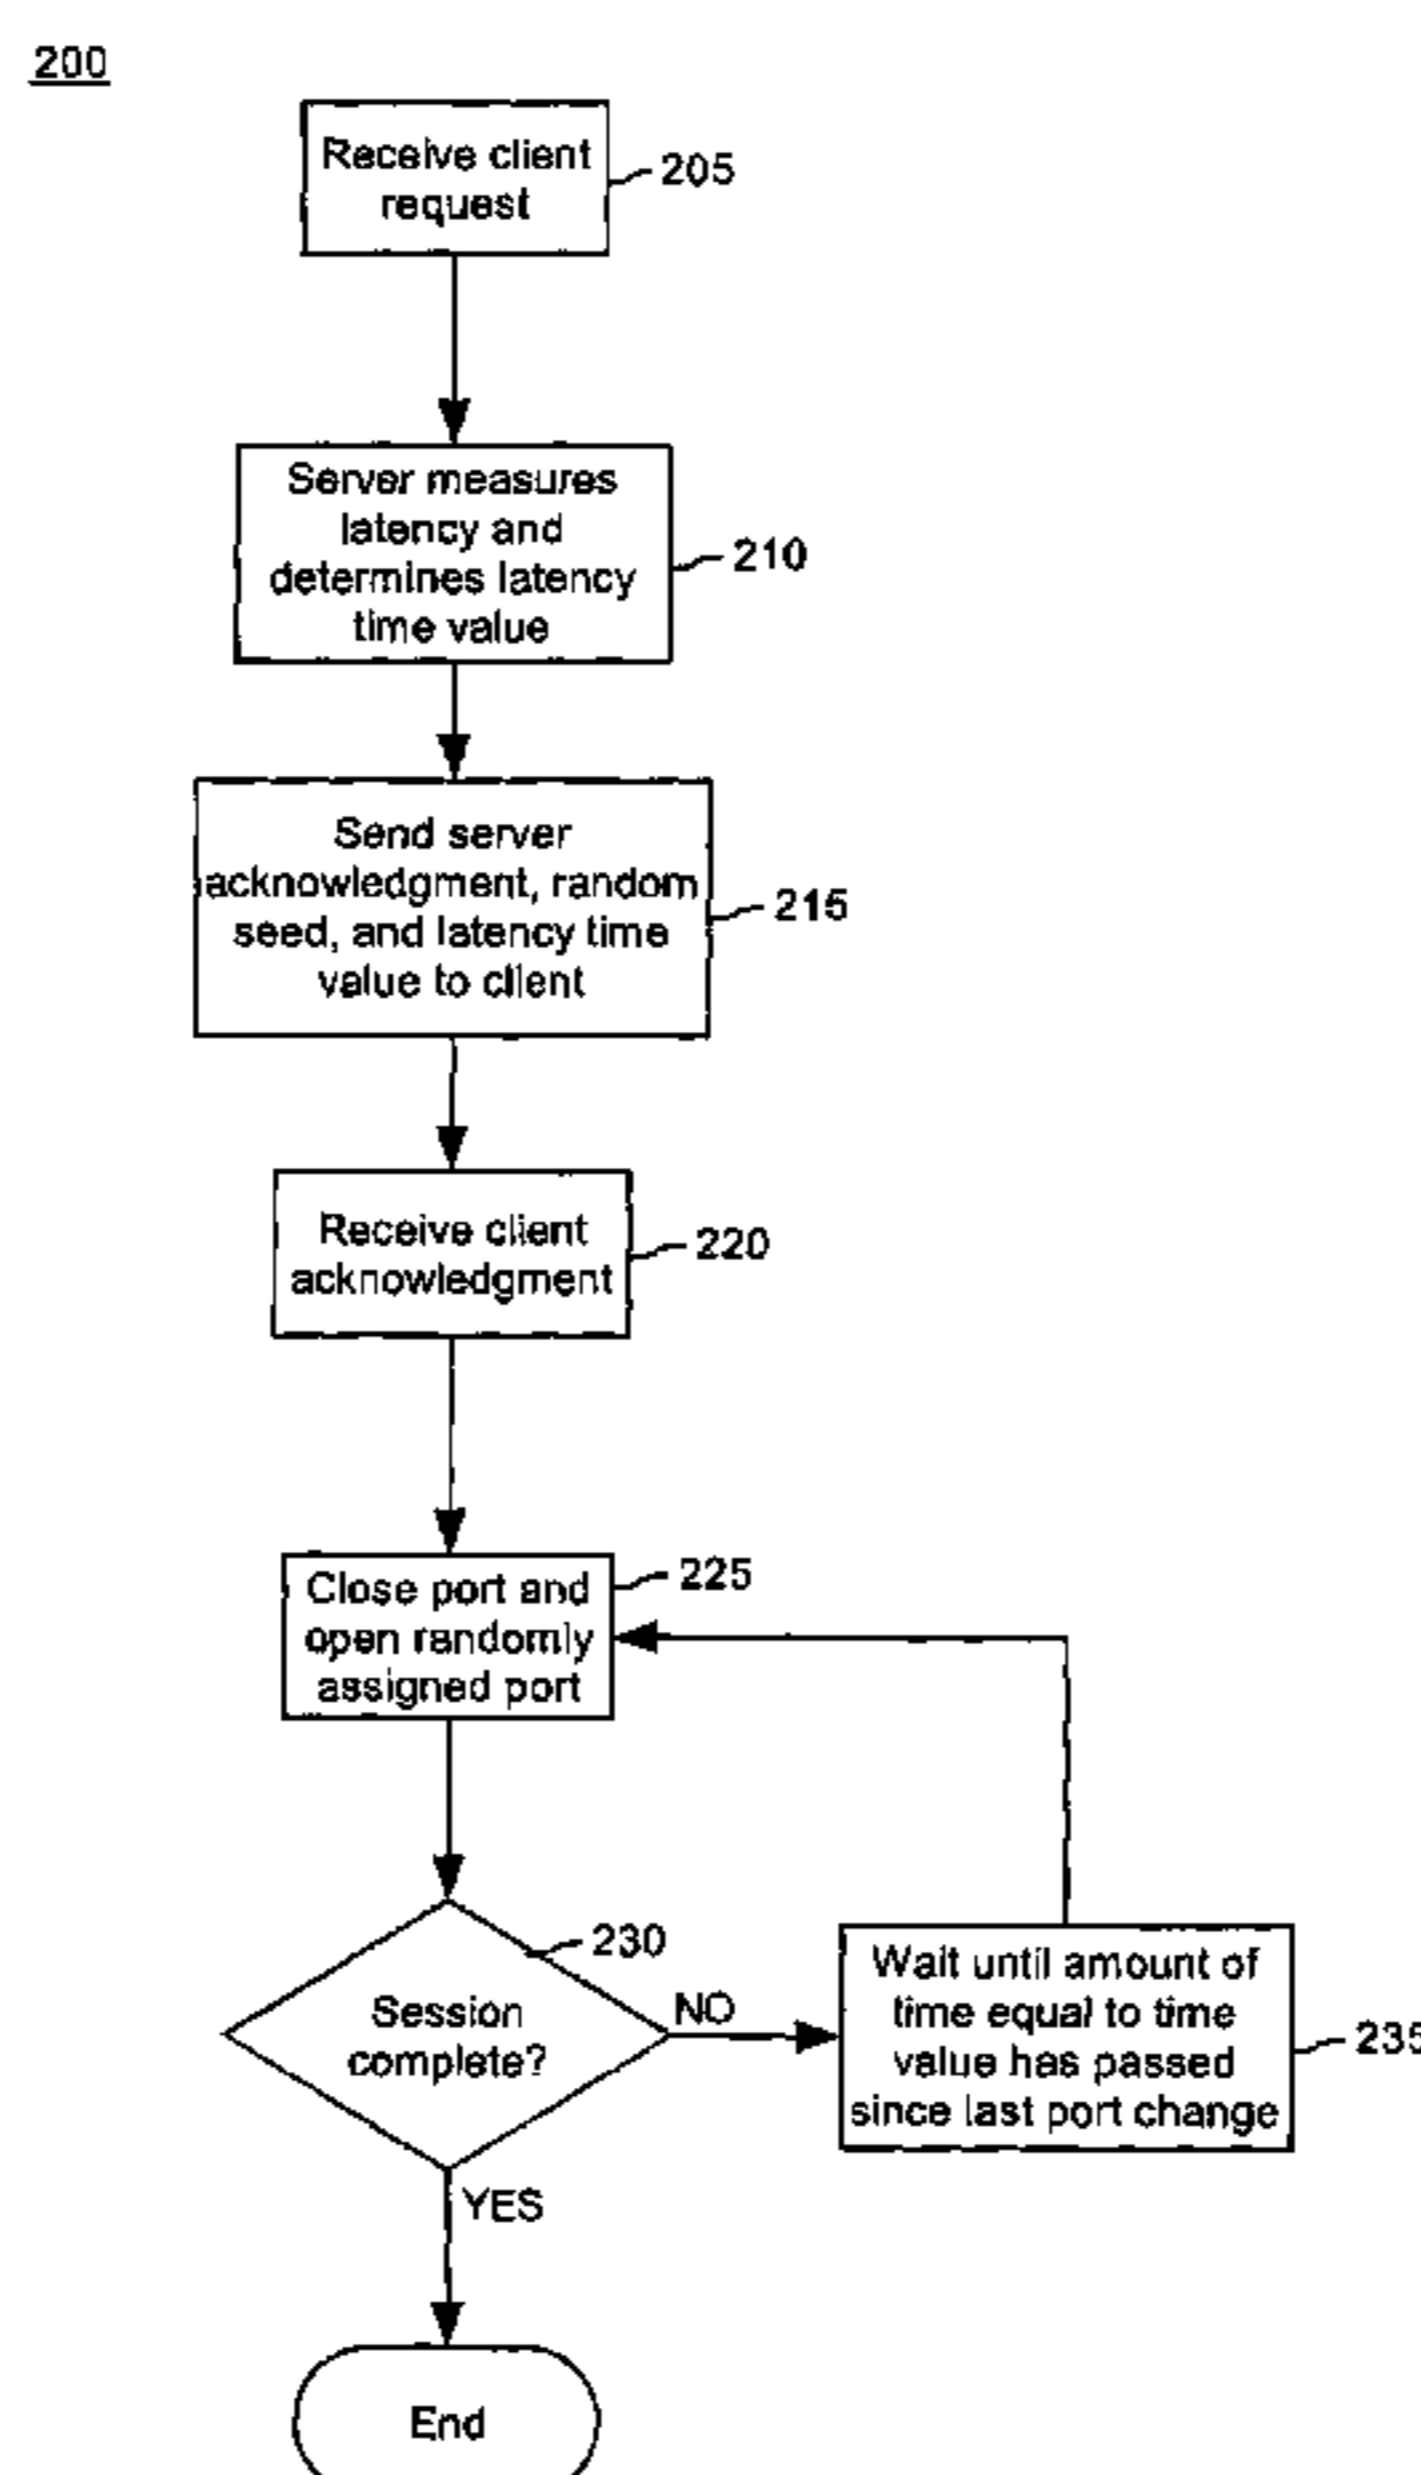 200
Receive client
request
205
Server measures
latency and
determines latency
time value
210
Send server
acknowledgment, random
seed, and latency time
value to client
215
Receive client
acknowledgment
220
Close port and
open randomly
assigned port
225
Session
complete?
230
NO
Wait until amount of
time equal to time
value has passed
since last port change
235
YES
End